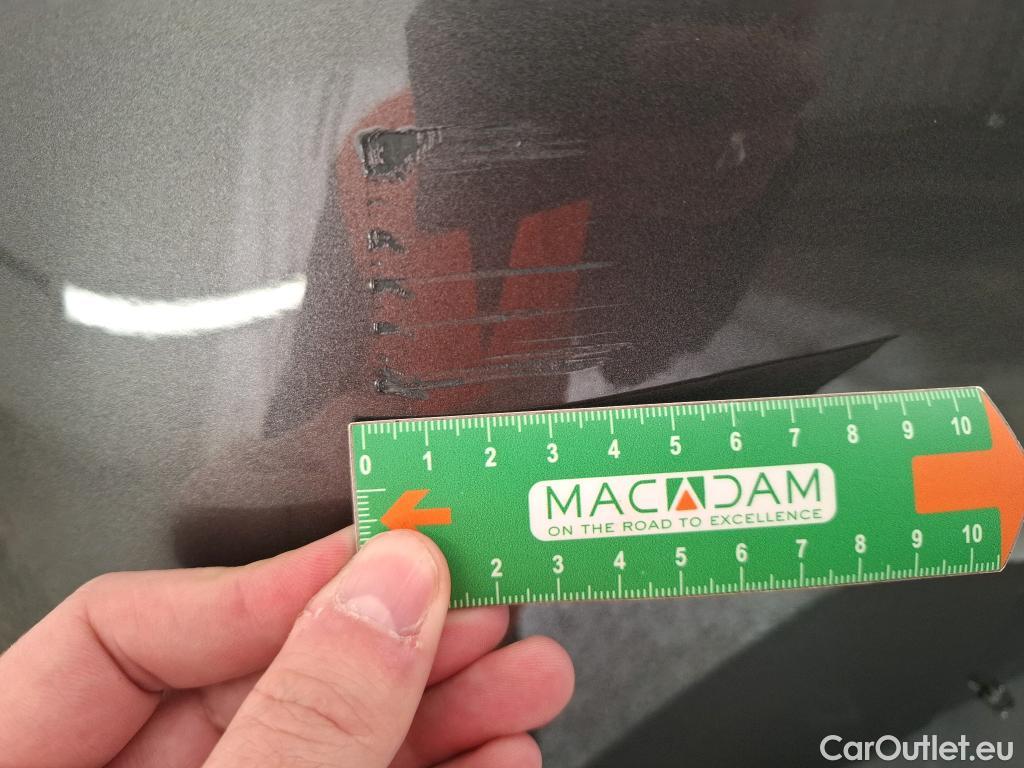 0 1 2 3 4 5 6 7 8 9 10
MACADAM
ON THE ROAD TO EXCELLENCE
2 3 4 5 6 7 8 9 10
CarOutlet.eu